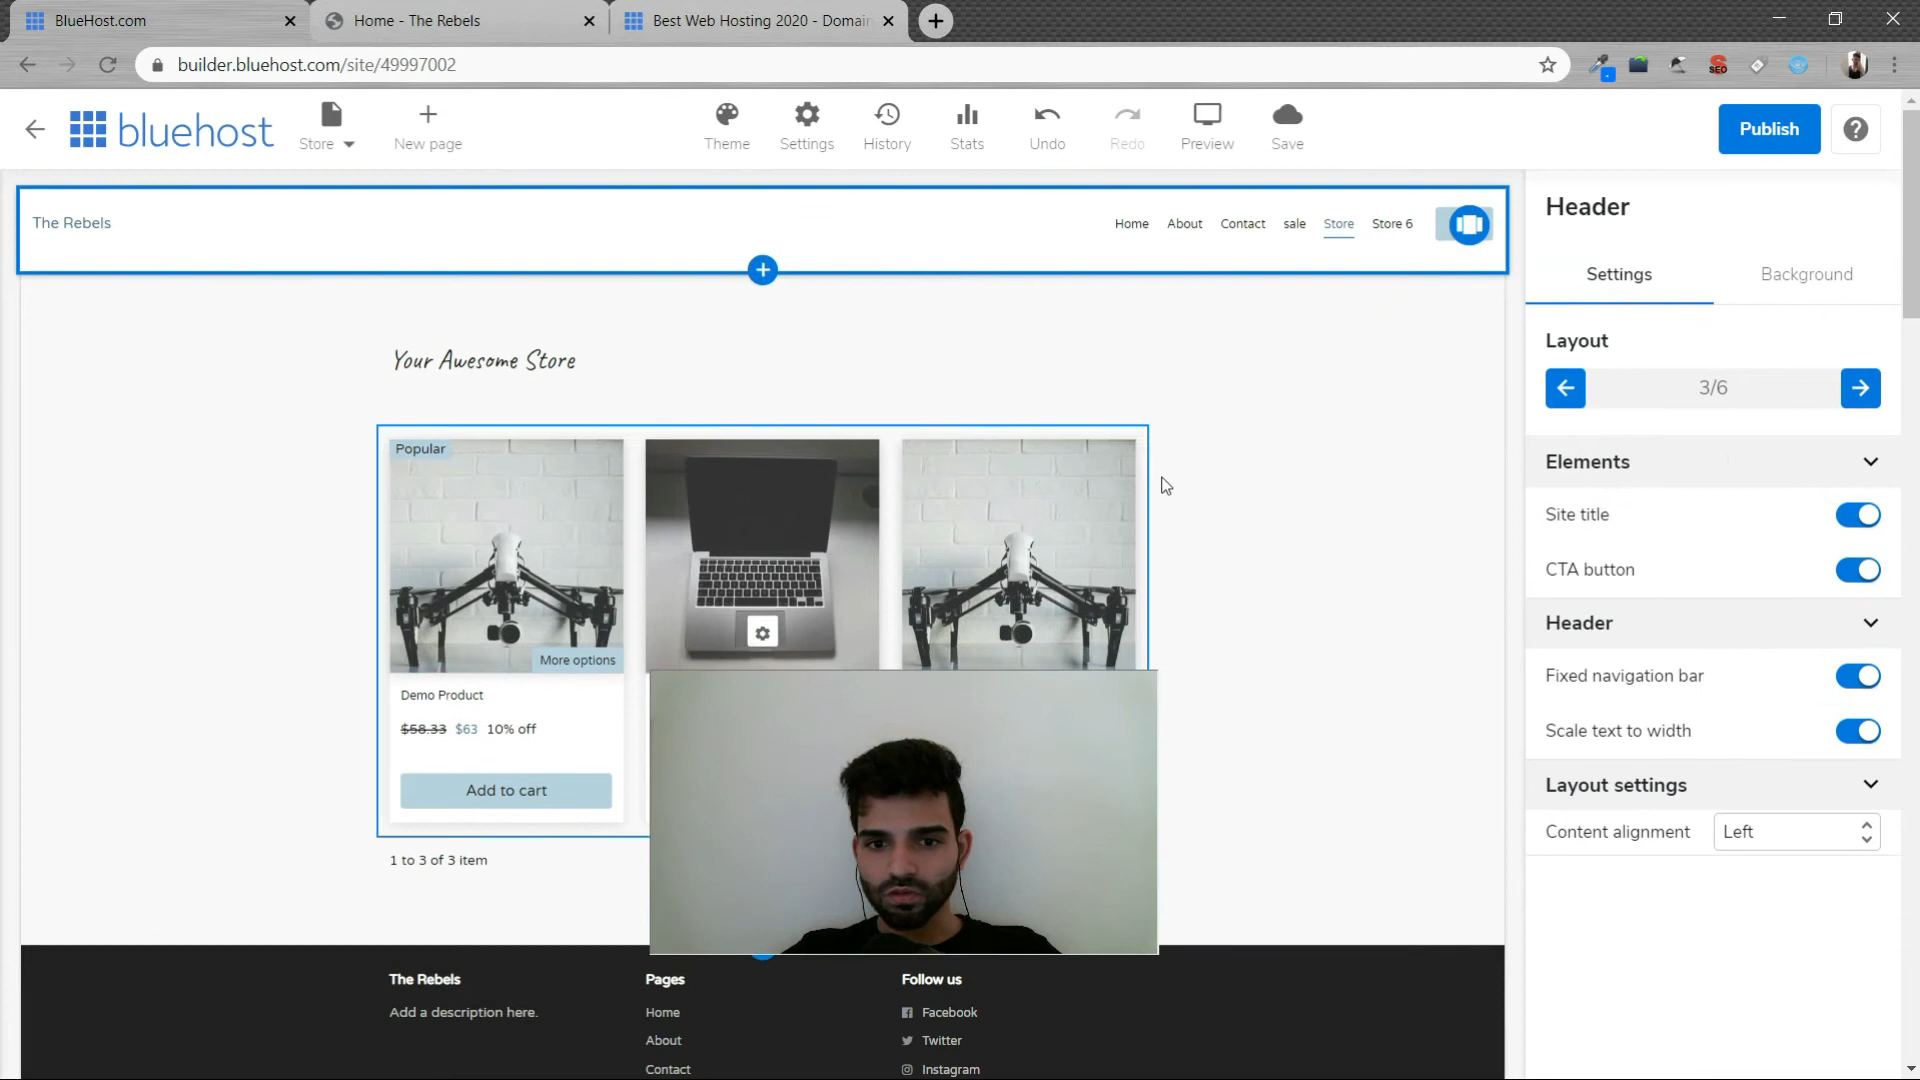 BlueHost.com
Home - The Rebels
Best Web Hosting 2020 - Domain
builder.bluehost.com/site/49997002
SEO
bluehost
Store
New page
Theme
Settings
History
Stats
Undo
Redo
Preview
Save
Publish
The Rebels
Home
About
Contact
sale
Store
Store 6
Your Awesome Store
Popular
More options
Demo Product
$58.33 $63 10% off
Add to cart
1 to 3 of 3 item
The Rebels
Add a description here.
Pages
Home
About
Contact
Follow us
Facebook
Twitter
Instagram
Header
Settings
Background
Layout
3/6
Elements
Site title
CTA button
Header
Fixed navigation bar
Scale text to width
Layout settings
Content alignment
Left